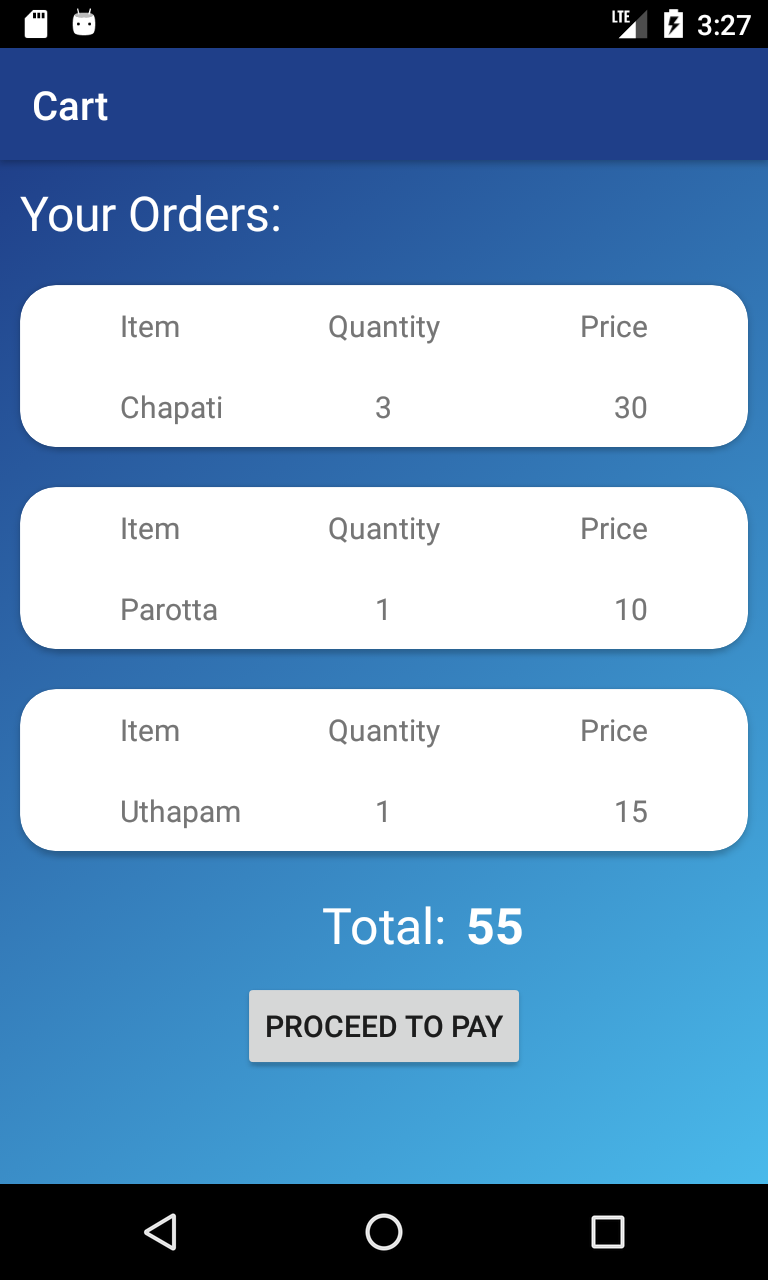 LTE 3:27
Cart
Your Orders:
Item Quantity Price
Chapati 3 30
Item Quantity Price
Parotta 1 10
Item Quantity Price
Uthapam 1 15
Total: 55
PROCEED TO PAY